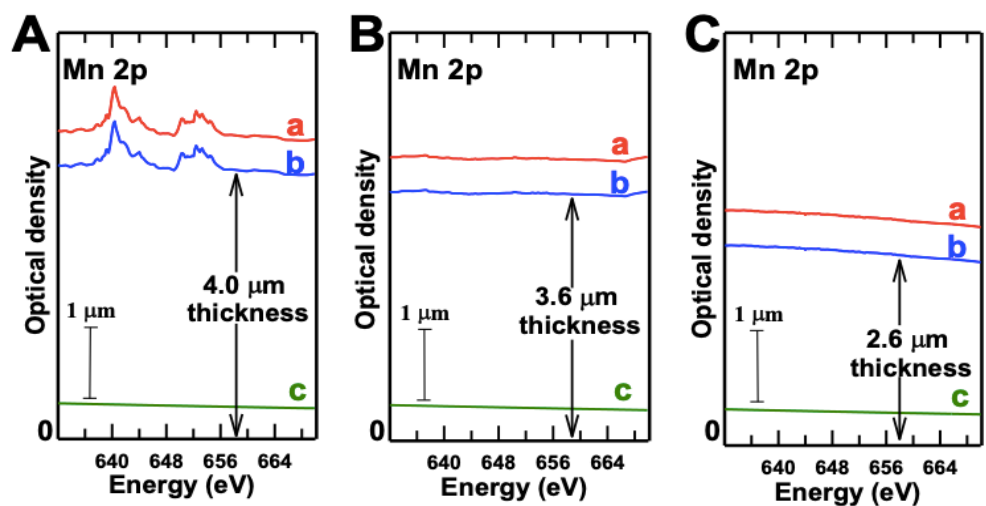 A
Mn 2p
a
b
4.0 μm
thickness
1 μm
c
0
Optical density
640 648 656 664
Energy (eV)
B
Mn 2p
a
b
3.6 μm
thickness
1 μm
c
0
Optical density
640 648 656 664
Energy (eV)
C
Mn 2p
a
b
2.6 μm
thickness
1 μm
c
0
Optical density
640 648 656 664
Energy (eV)